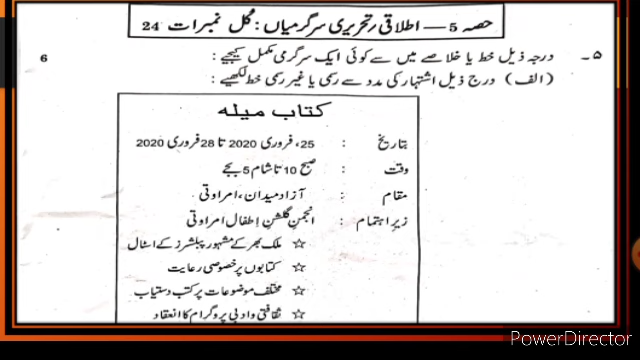 حصہ 5 — اطلاقی / تحریری سرگرمیاں : کُل نمبرات 24
۵۔ درجہ ذیل خط یا خلاصے میں سے کوئی ایک سرگرمی مکمل کیجیے : 6
(الف) درج ذیل اشتہار کی مدد سے رسمی یا غیر رسمی خط لکھیے :
کتاب میلہ
بتاریخ : 25، فروری 2020 تا 28 فروری 2020
وقت : صبح 10 تا شام 5 بجے
مقام : آزاد میدان، امراوتی
زیرِ اہتمام : انجمن گلشنِ اطفال امراوتی
☆ ملک بھر کے مشہور پبلشرز کے اسٹال
☆ کتابوں پر خصوصی رعایت
☆ مختلف موضوعات پر کتب دستیاب
☆ ثقافتی و ادبی پروگرام کا انعقاد
PowerDirector